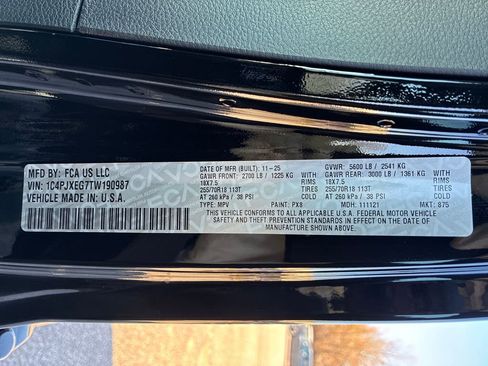 MFD BY: FCA US LLC
VIN: 1C4PJXEG7TW190987
VEHICLE MADE IN: U.S.A.
DATE OF MFR (BUILT): 11-25
GVWR: 5600 LB / 2541 KG
GAWR FRONT: 2700 LB / 1225 KG WITH
GAWR REAR: 3000 LB / 1361 KG WITH
18X7.5 RIMS
18X7.5 RIMS
255/70R18 113T
255/70R18 113T
AT 260 kPa / 38 PSI COLD
AT 260 kPa / 38 PSI COLD
THIS VEHICLE CONFORMS TO ALL APPLICABLE U.S.A. FEDERAL MOTOR VEHICLE
SAFETY AND THEFT PREVENTION STANDARDS IN EFFECT ON THE DATE OF
MANUFACTURE SHOWN ABOVE.
TYPE: MPV PAINT: PX8 MDH: 111121 MKT: 875